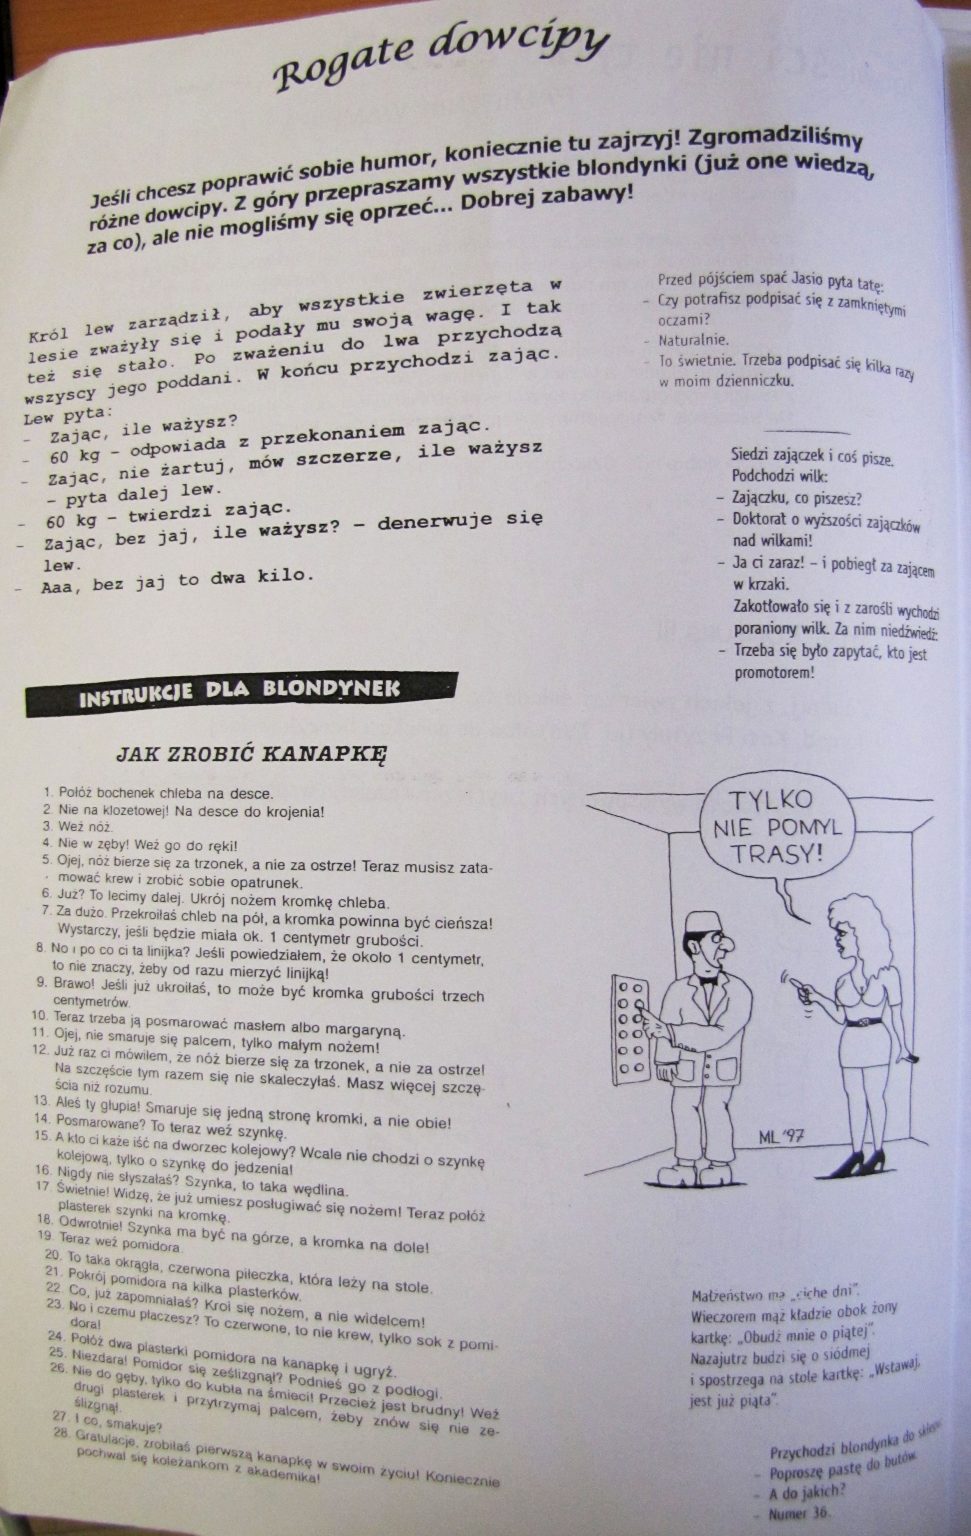 Rogate dowcipy
Jeśli chcesz poprawić sobie humor, koniecznie tu zajrzyj! Zgromadziliśmy
różne dowcipy. Z góry przepraszamy wszystkie blondynki (już one wiedzą,
za co), ale nie mogliśmy się oprzeć... Dobrej zabawy!
Król lew zarządził, aby wszystkie zwierzęta w
lesie zważyły się i podały mu swoją wagę. I tak
też się stało. Po zważeniu do lwa przychodzą
wszyscy jego poddani. W końcu przychodzi zając.
Lew pyta:
- Zając, ile ważysz?
- 60 kg - odpowiada z przekonaniem zając.
- Zając, nie żartuj, mów szczerze, ile ważysz
- pyta dalej lew.
- 60 kg - twierdzi zając.
- Zając, bez jaj, ile ważysz? - denerwuje się
lew.
- Aaa, bez jaj to dwa kilo.
Przed pójściem spać Jasio pyta tatę:
- Czy potrafisz podpisać się z zamkniętymi
oczami?
- Naturalnie.
- To świetnie. Trzeba podpisać się kilka razy
w moim dzienniczku.
Siedzi zajączek i coś pisze.
Podchodzi wilk:
- Zajączku, co piszesz?
- Doktorat o wyższości zajączków
nad wilkami!
- Ja ci zaraz! - i pobiegł za zającem
w krzaki.
Zakotłowało się i z zarośli wychodzi
poraniony wilk. Za nim niedźwiedź:
- Trzeba się było zapytać, kto jest
promotorem!
INSTRUKCJE DLA BLONDYNEK
JAK ZROBIĆ KANAPKĘ
1. Połóż bochenek chleba na desce.
2. Nie na klozetowej! Na desce do krojenia!
3. Weź nóż.
4. Nie w zęby! Weź go do ręki!
5. Ojej, nóż bierze się za trzonek, a nie za ostrze! Teraz musisz zata-
mować krew i zrobić sobie opatrunek.
6. Już? To lecimy dalej. Ukrój nożem kromkę chleba.
7. Za dużo. Przekroiłaś chleb na pół, a kromka powinna być cieńsza!
Wystarczy, jeśli będzie miała ok. 1 centymetr grubości.
8. No i po co ci ta linijka? Jeśli powiedziałem, że około 1 centymetr,
to nie znaczy, żeby od razu mierzyć linijką!
9. Brawo! Jeśli już ukroiłaś, to może być kromka grubości trzech
centymetrów.
10. Teraz trzeba ją posmarować masłem albo margaryną.
11. Ojej, nie smaruje się palcem, tylko małym nożem!
12. Już raz ci mówiłem, że nóż bierze się za trzonek, a nie za ostrze!
Na szczęście tym razem się nie skaleczyłaś. Masz więcej szczę-
ścia niż rozumu.
13. Aleś ty głupia! Smaruje się jedną stronę kromki, a nie obie!
14. Posmarowane? To teraz weź szynkę.
15. A kto ci każe iść na dworzec kolejowy? Wcale nie chodzi o szynkę
kolejową, tylko o szynkę do jedzenia!
16. Nigdy nie słyszałaś? Szynka, to taka wędlina.
17. Świetnie! Widzę, że już umiesz posługiwać się nożem! Teraz połóż
plasterek szynki na kromkę.
18. Odwrotnie! Szynka ma być na górze, a kromka na dole!
19. Teraz weź pomidora.
20. To taka okrągła, czerwona piłeczka, która leży na stole.
21. Pokrój pomidora na kilka plasterków.
22. Co, już zapomniałaś? Kroi się nożem, a nie widelcem!
23. No i czemu płaczesz? To czerwone, to nie krew, tylko sok z pomi-
dora!
24. Połóż dwa plasterki pomidora na kanapkę i ugryź.
25. Niezdara! Pomidor się ześlizgnął? Podnieś go z podłogi.
26. Nie do gęby, tylko do kubła na śmieci! Przecież jest brudny! Weź
drugi plasterek i przytrzymaj palcem, żeby znów się nie ze-
ślizgnął.
27. I co, smakuje?
28. Gratulacje, zrobiłaś pierwszą kanapkę w swoim życiu! Koniecznie
pochwal się koleżankom z akademika!
TYLKO
NIE POMYL
TRASY!
ML '97
Małżeństwo ma „ciche dni".
Wieczorem mąż kładzie obok żony
kartkę: „Obudź mnie o piątej".
Nazajutrz budzi się o siódmej
i spostrzega na stole kartkę: „Wstawaj,
jest już piąta".
Przychodzi blondynka do sklepu:
- Poproszę pastę do butów.
- A do jakich?
- Numer 36.